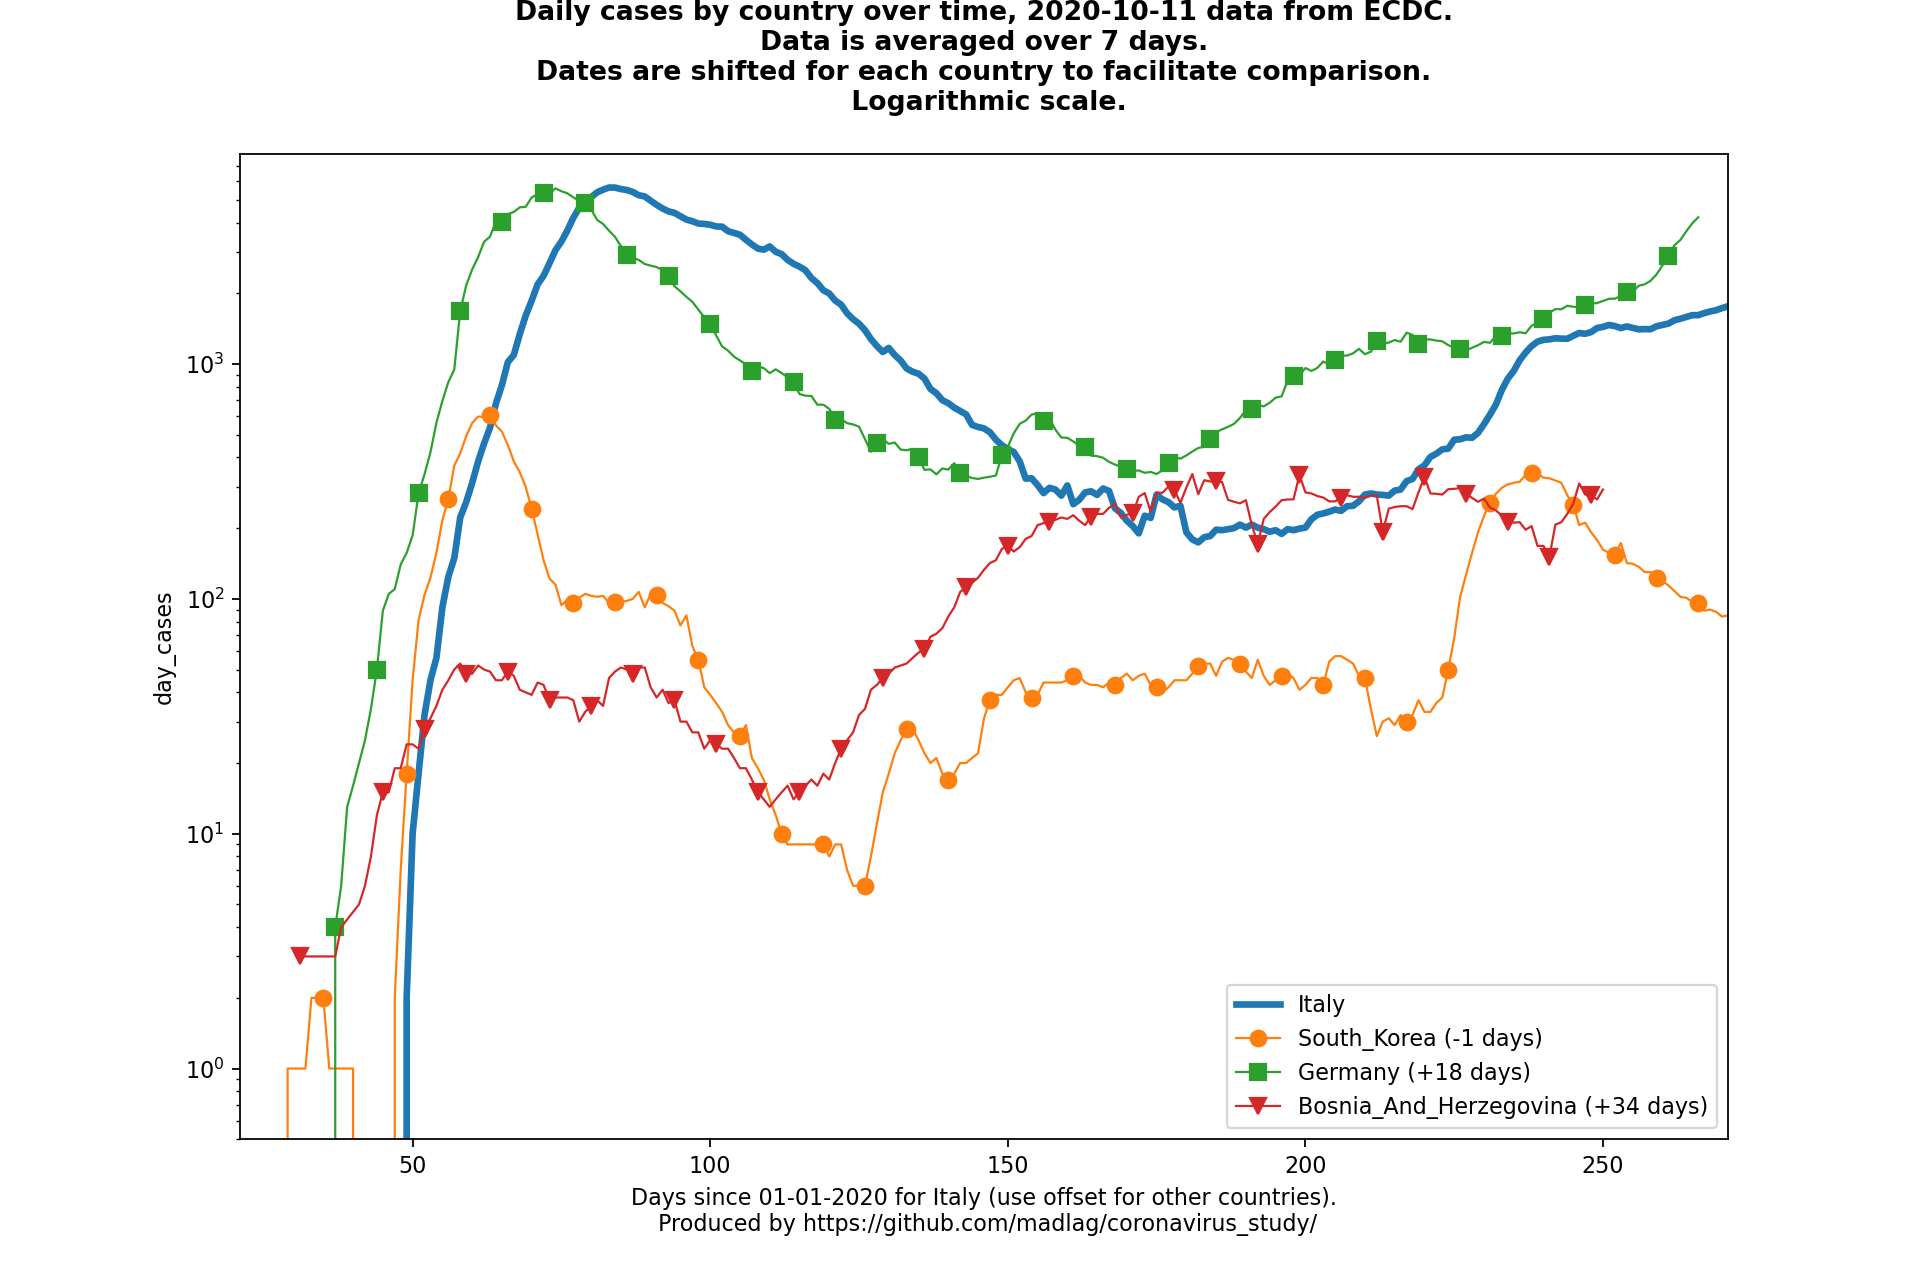 Daily cases by country over time, 2020-10-11 data from ECDC.
Data is averaged over 7 days.
Dates are shifted for each country to facilitate comparison.
Logarithmic scale.
day_cases
10³
10²
10¹
10⁰
Italy
South_Korea (-1 days)
Germany (+18 days)
Bosnia_And_Herzegovina (+34 days)
50 100 150 200 250
Days since 01-01-2020 for Italy (use offset for other countries).
Produced by https://github.com/madlag/coronavirus_study/